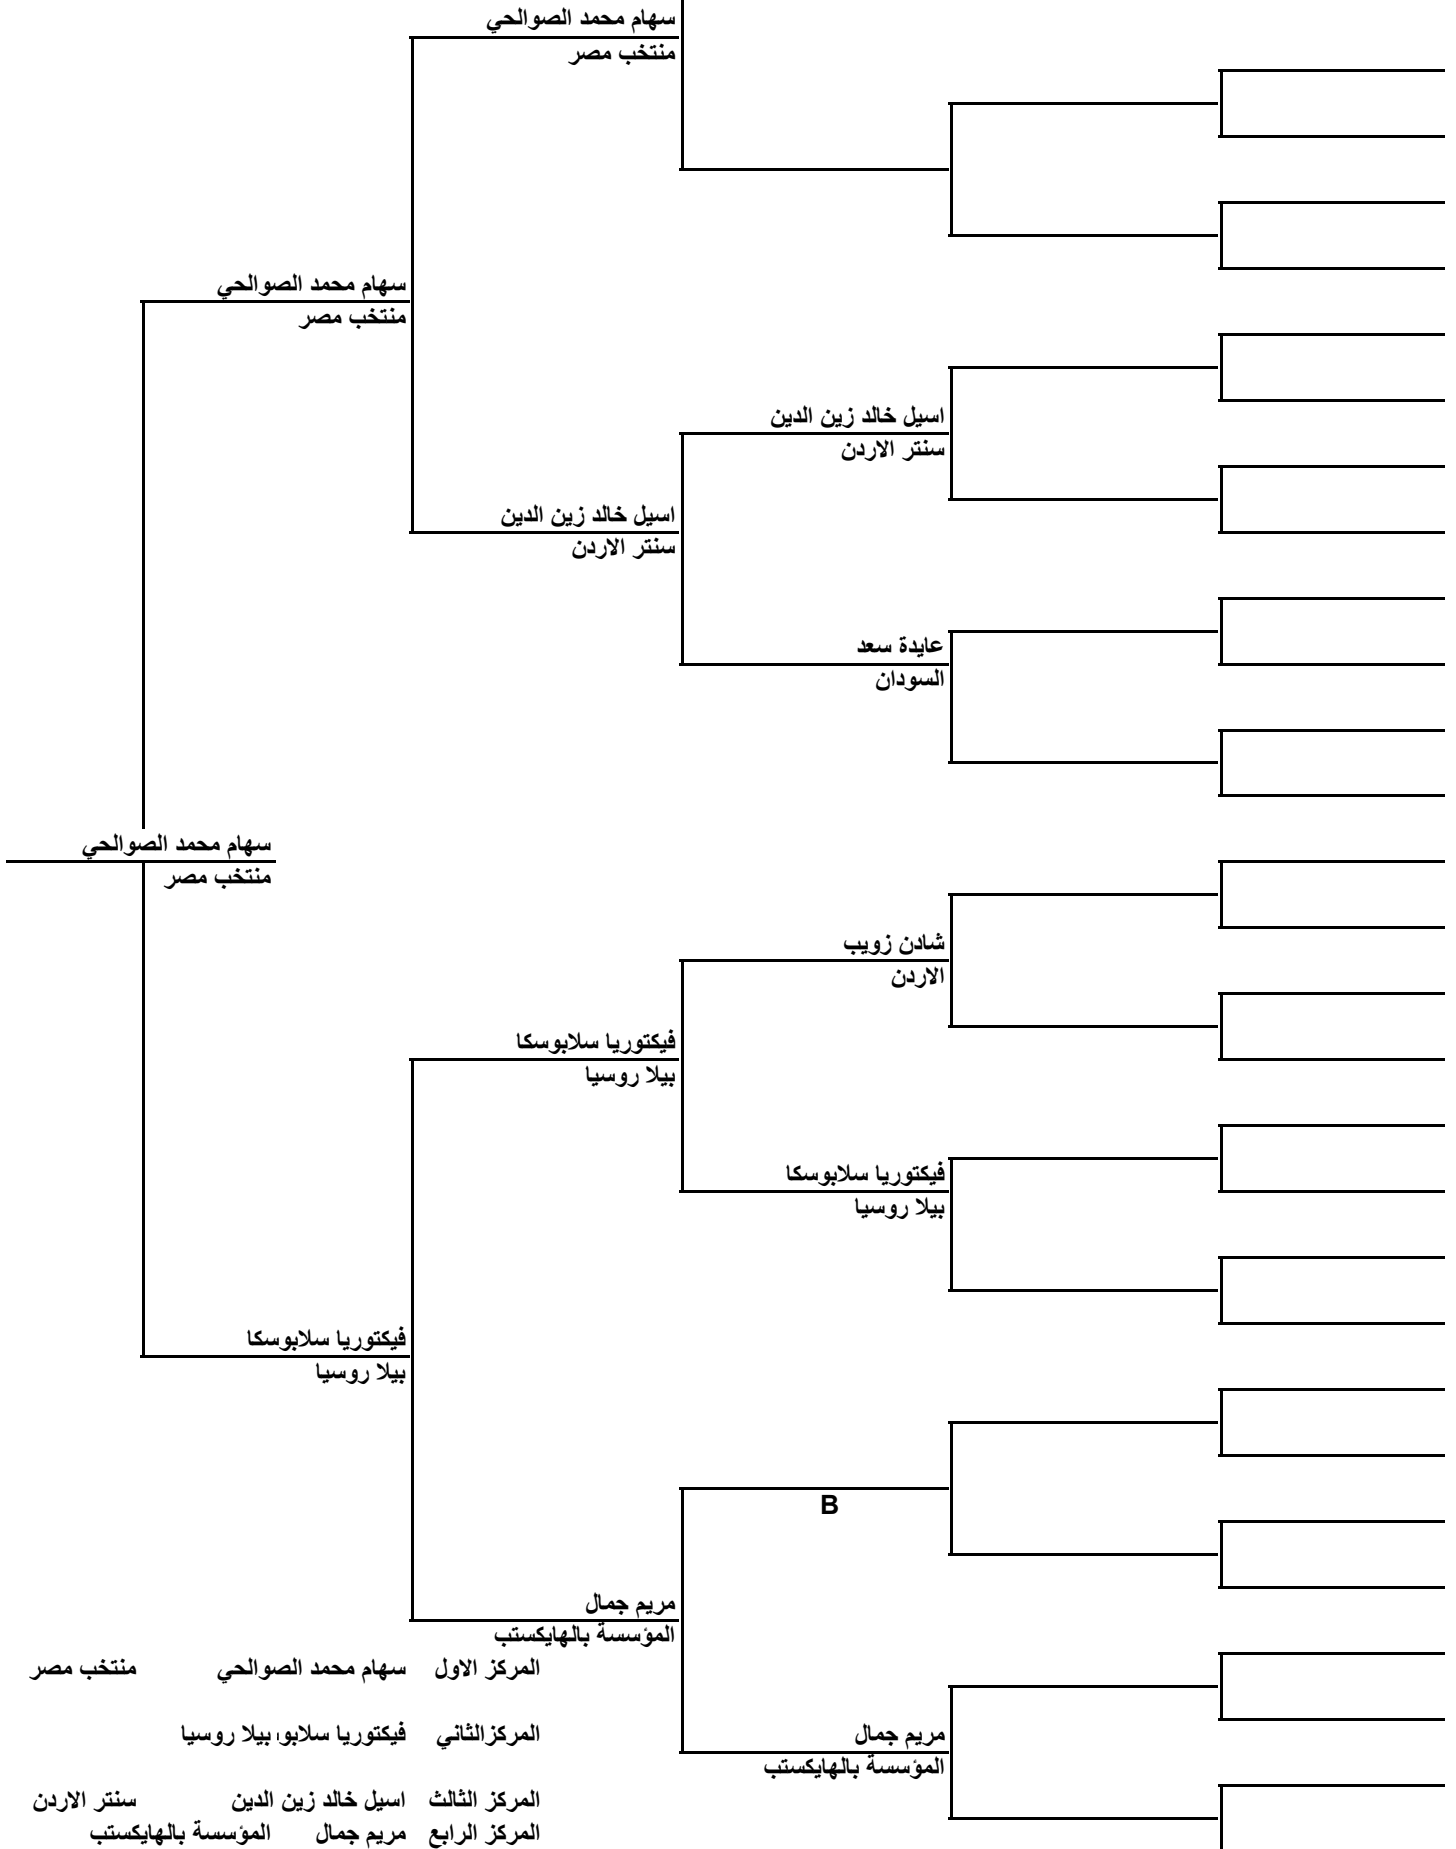 سهام محمد الصوالحي
منتخب مصر
سهام محمد الصوالحي
منتخب مصر
اسيل خالد زين الدين
سنتر الاردن
اسيل خالد زين الدين
سنتر الاردن
عايدة سعد
السودان
سهام محمد الصوالحي
منتخب مصر
شادن زويب
الاردن
فيكتوريا سلابوسكا
بيلا روسيا
فيكتوريا سلابوسكا
بيلا روسيا
فيكتوريا سلابوسكا
بيلا روسيا
B
مريم جمال
المؤسسة بالهايكستب
مريم جمال
المؤسسة بالهايكستب
المركز الاول سهام محمد الصوالحي منتخب مصر
المركز الثاني فيكتوريا سلابو بيلا روسيا
المركز الثالث اسيل خالد زين الدين سنتر الاردن
المركز الرابع مريم جمال المؤسسة بالهايكستب